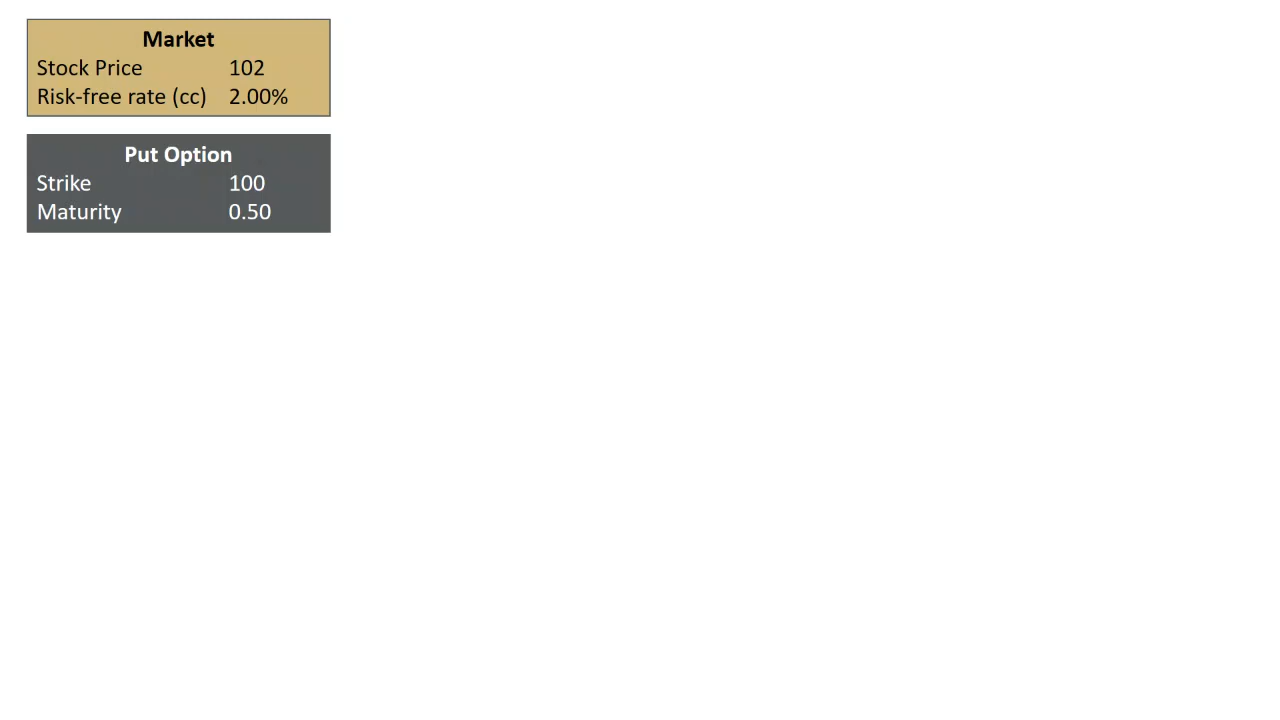 Market
Stock Price 102
Risk-free rate (cc) 2.00%
Put Option
Strike 100
Maturity 0.50